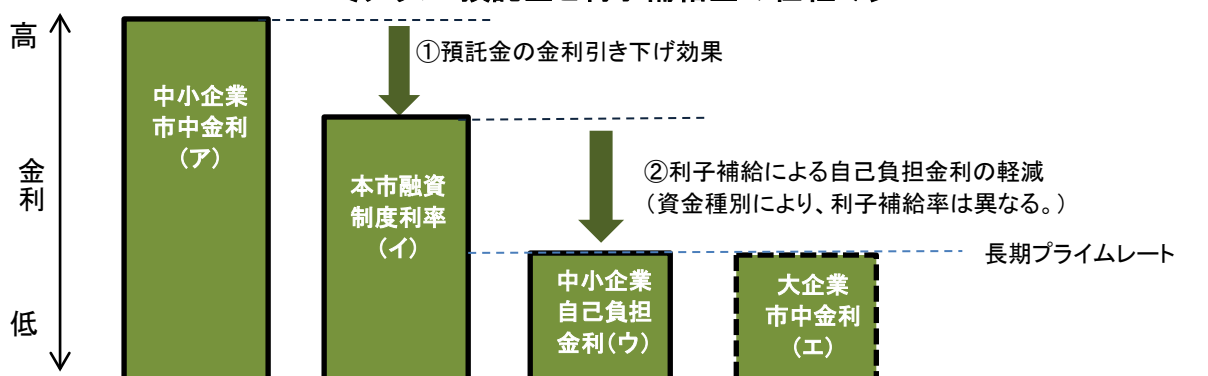 高
①預託金の金利引き下げ効果
中小企業
市中金利
(ア)
金利
②利子補給による自己負担金利の軽減
(資金種別により、利子補給率は異なる。)
本市融資
制度利率
(イ)
長期プライムレート
中小企業
自己負担
金利(ウ)
大企業
市中金利
(エ)
低